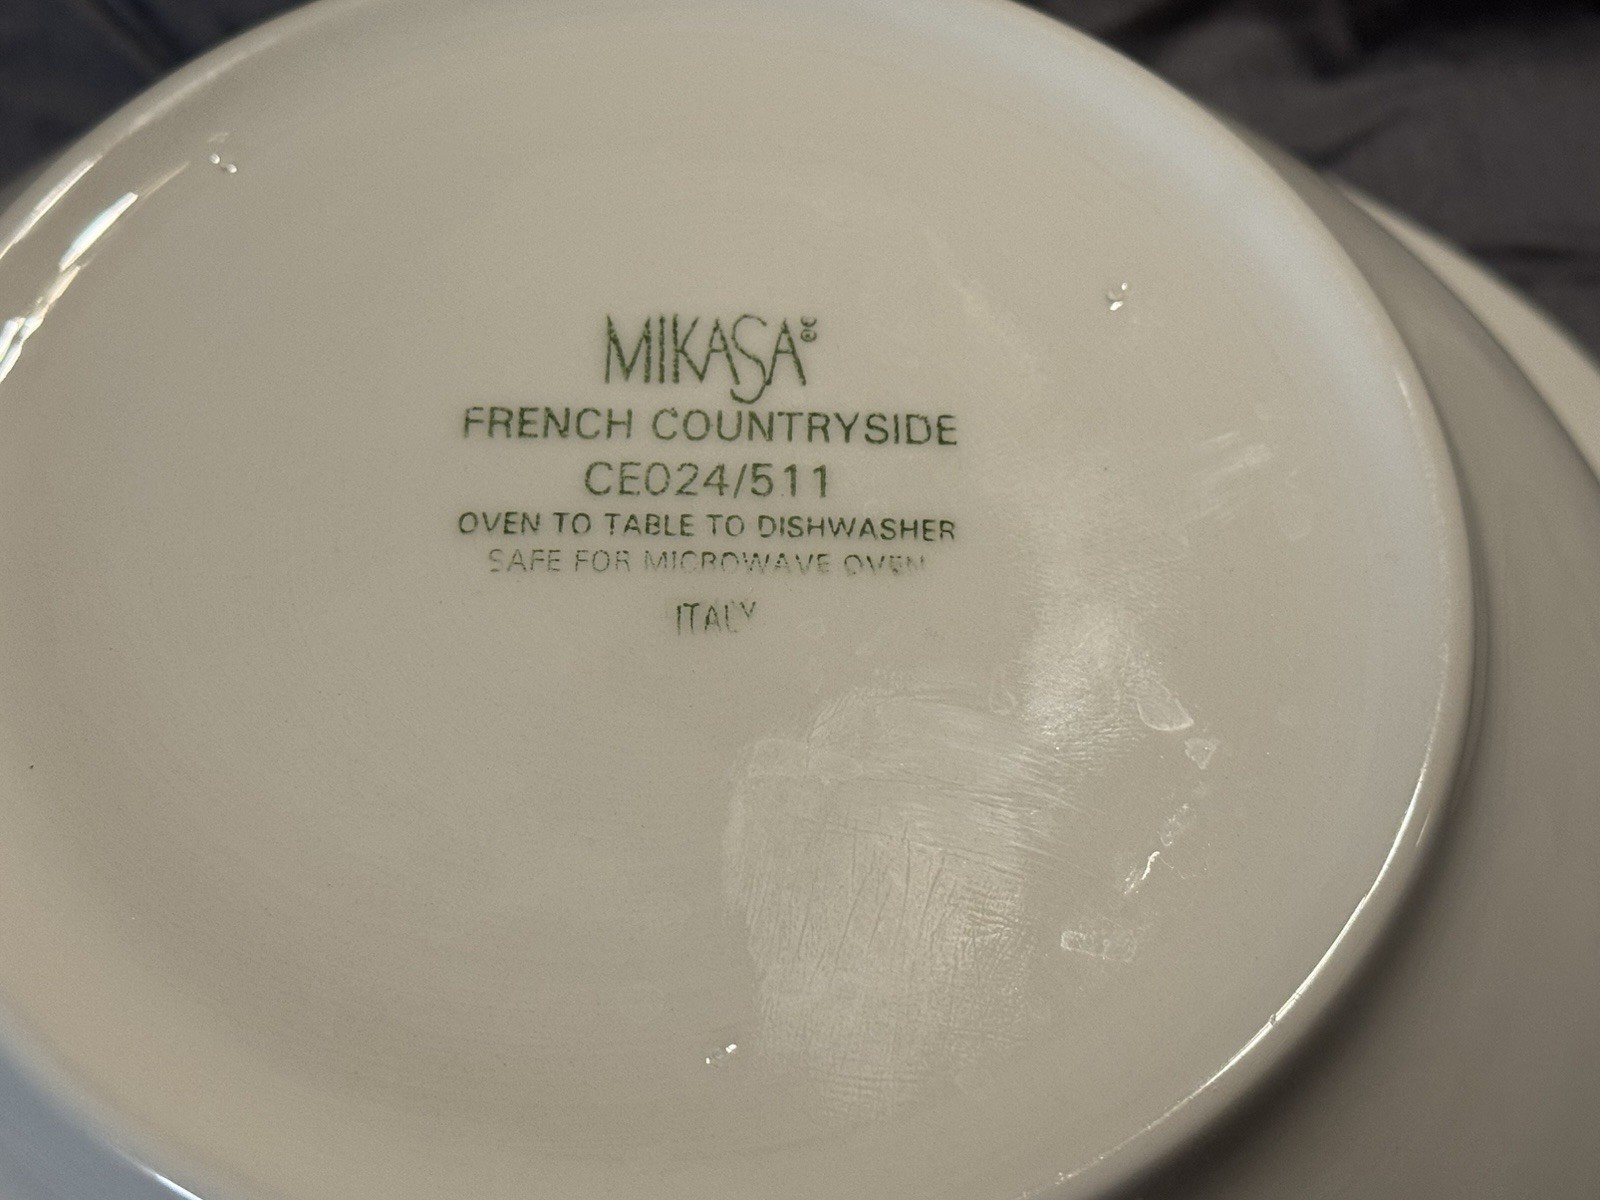 MIKASA
FRENCH COUNTRYSIDE
CE024/511
OVEN TO TABLE TO DISHWASHER
SAFE FOR MICROWAVE OVEN
ITALY